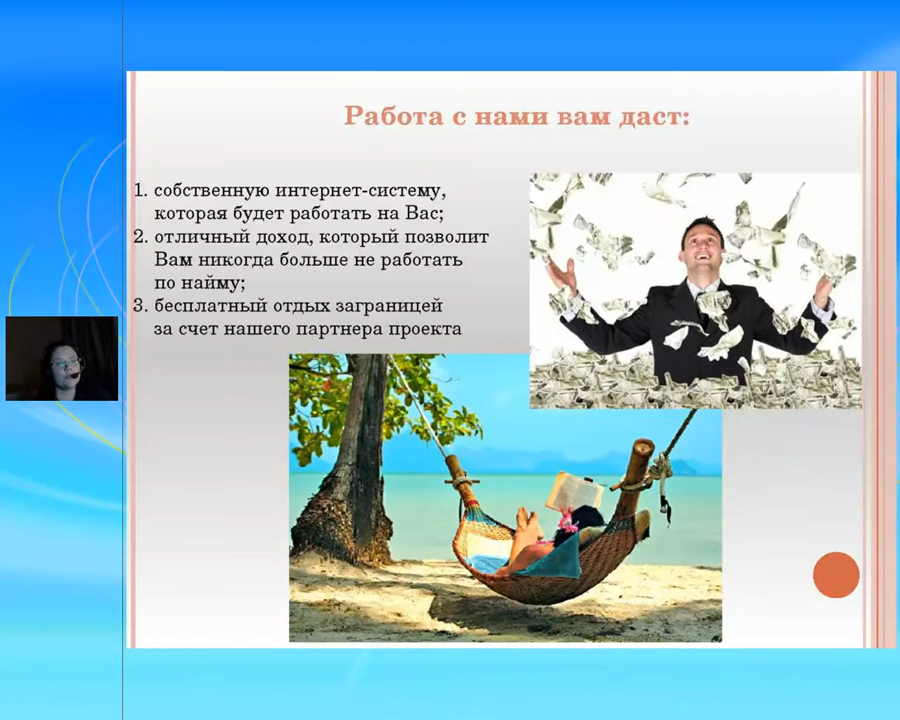 Работа с нами вам даст:
1. собственную интернет-систему,
которая будет работать на Вас;
2. отличный доход, который позволит
Вам никогда больше не работать
по найму;
3. бесплатный отдых заграницей
за счет нашего партнера проекта